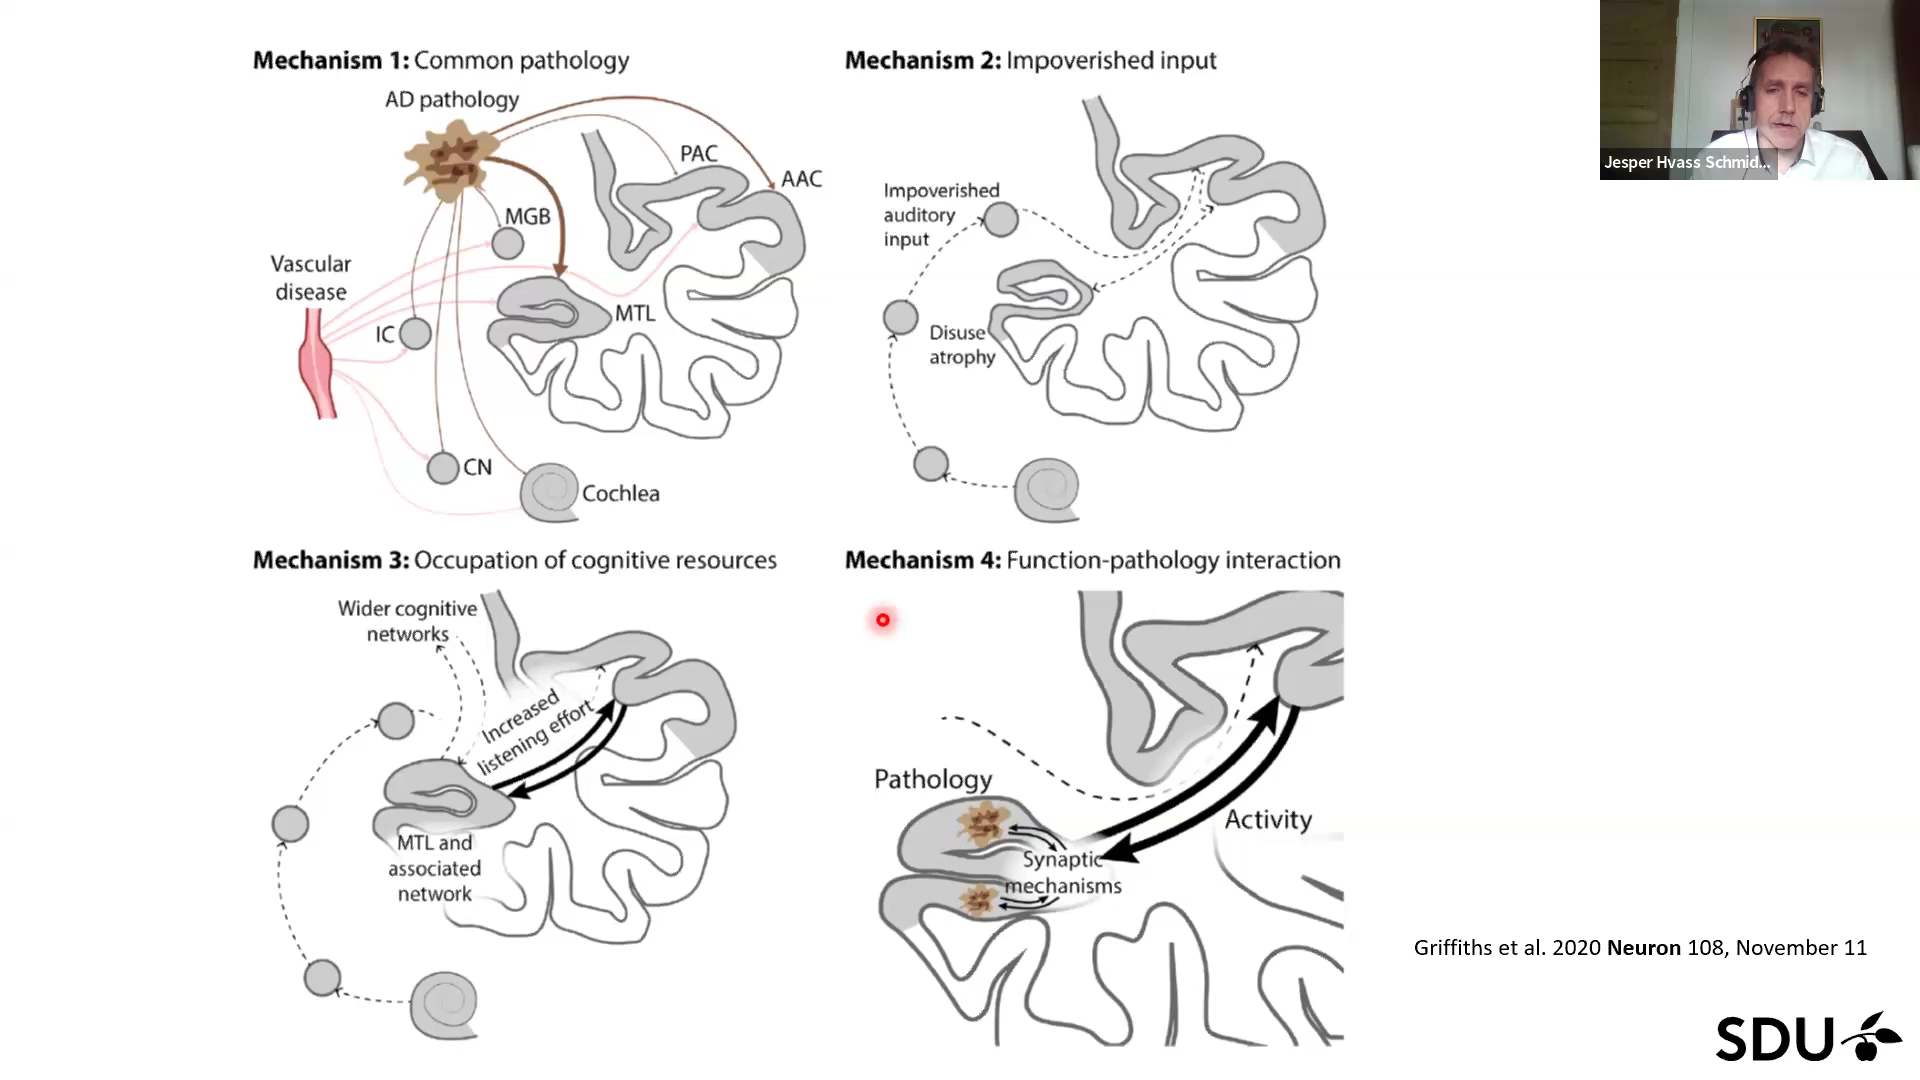 Mechanism 1: Common pathology
AD pathology
PAC
AAC
MGB
Vascular
disease
MTL
IC
CN
Cochlea
Mechanism 2: Impoverished input
Impoverished
auditory
input
Disuse
atrophy
Mechanism 3: Occupation of cognitive resources
Wider cognitive
networks
Increased
listening effort
MTL and
associated
network
Mechanism 4: Function-pathology interaction
Pathology
Activity
Synaptic
mechanisms
Jesper Hvass Schmid...
Griffiths et al. 2020 Neuron 108, November 11
SDU